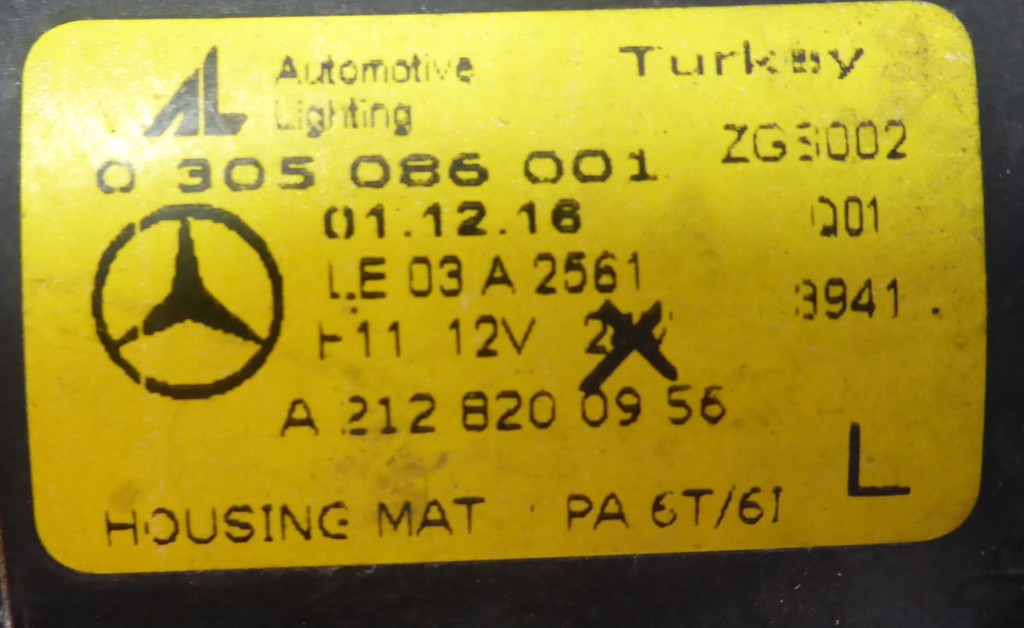 AL Automotive Lighting Turkey
0 305 086 001 ZG3002
01.12.16 001
LE 03 A 2561 3941
H11 12V
A 212 820 09 56
L
HOUSING MAT PA 6T/6I